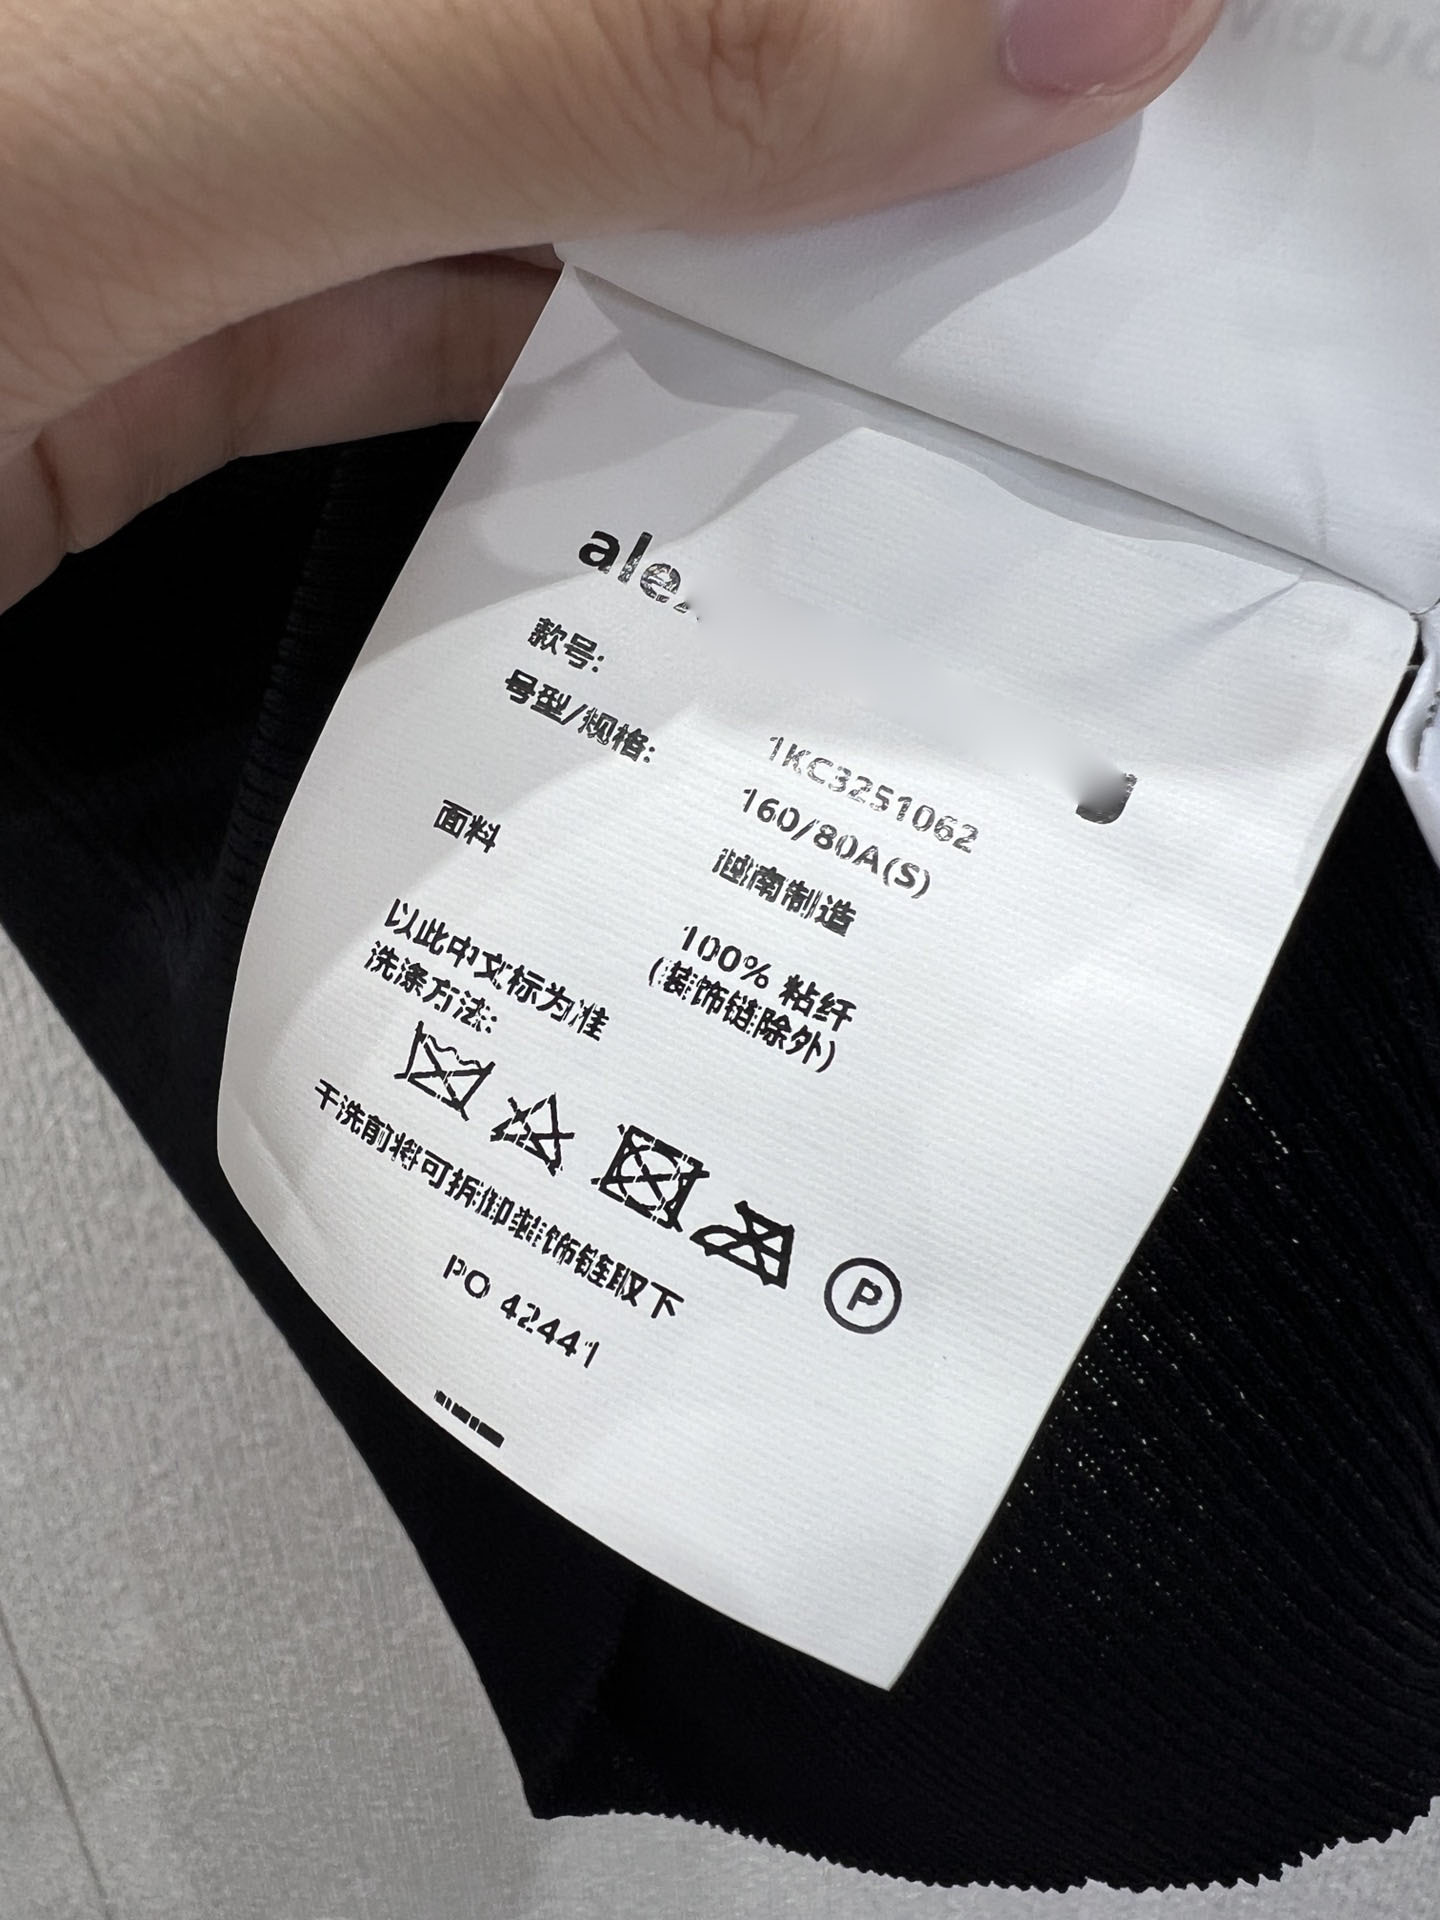 款号: 1KC3251062
号型/规格: 160/80A(S)
越南制造
面料 100% 粘纤
(装饰链除外)
以此中文标为准
洗涤方法:
P
干洗前将可拆卸装饰链取下
PO 42441